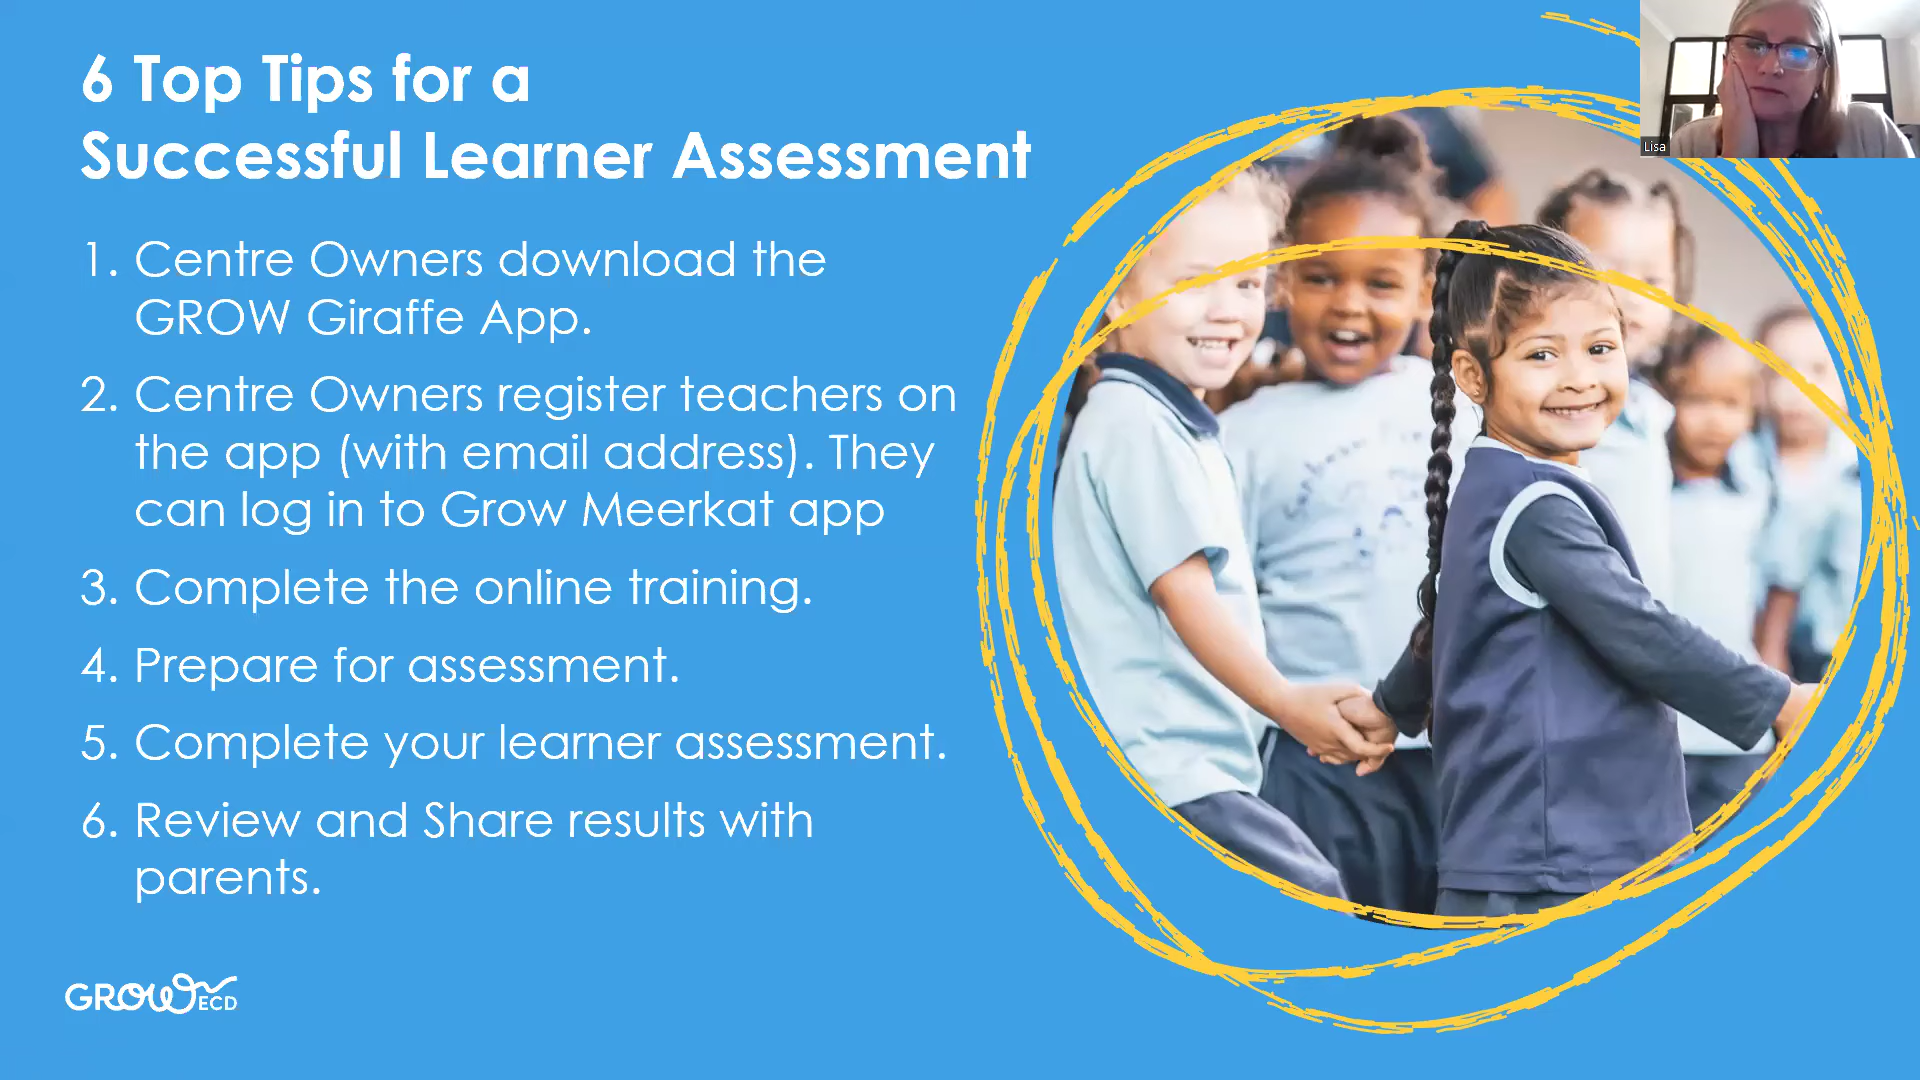 6 Top Tips for a
Successful Learner Assessment
1. Centre Owners download the
GROW Giraffe App.
2. Centre Owners register teachers on
the app (with email address). They
can log in to Grow Meerkat app
3. Complete the online training.
4. Prepare for assessment.
5. Complete your learner assessment.
6. Review and Share results with
parents.
GROW ECD
Lisa